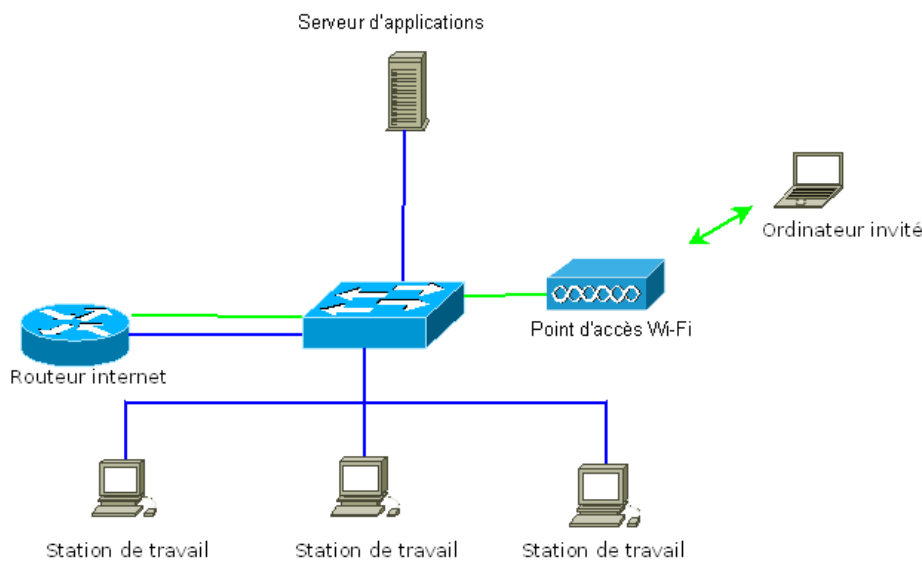 Serveur d'applications
Ordinateur invité
Point d'accès Wi-Fi
Routeur internet
Station de travail
Station de travail
Station de travail